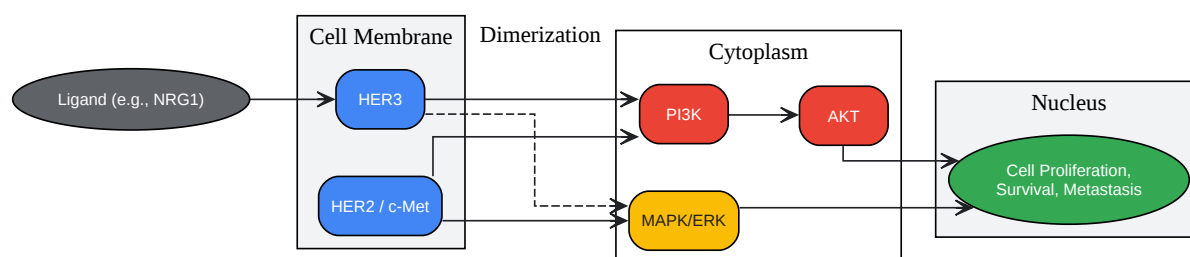 Cell Membrane
Dimerization
Cytoplasm
Nucleus
Ligand (e.g., NRG1)
HER3
PI3K
AKT
Cell Proliferation,
Survival, Metastasis
HER2 / c-Met
MAPK/ERK